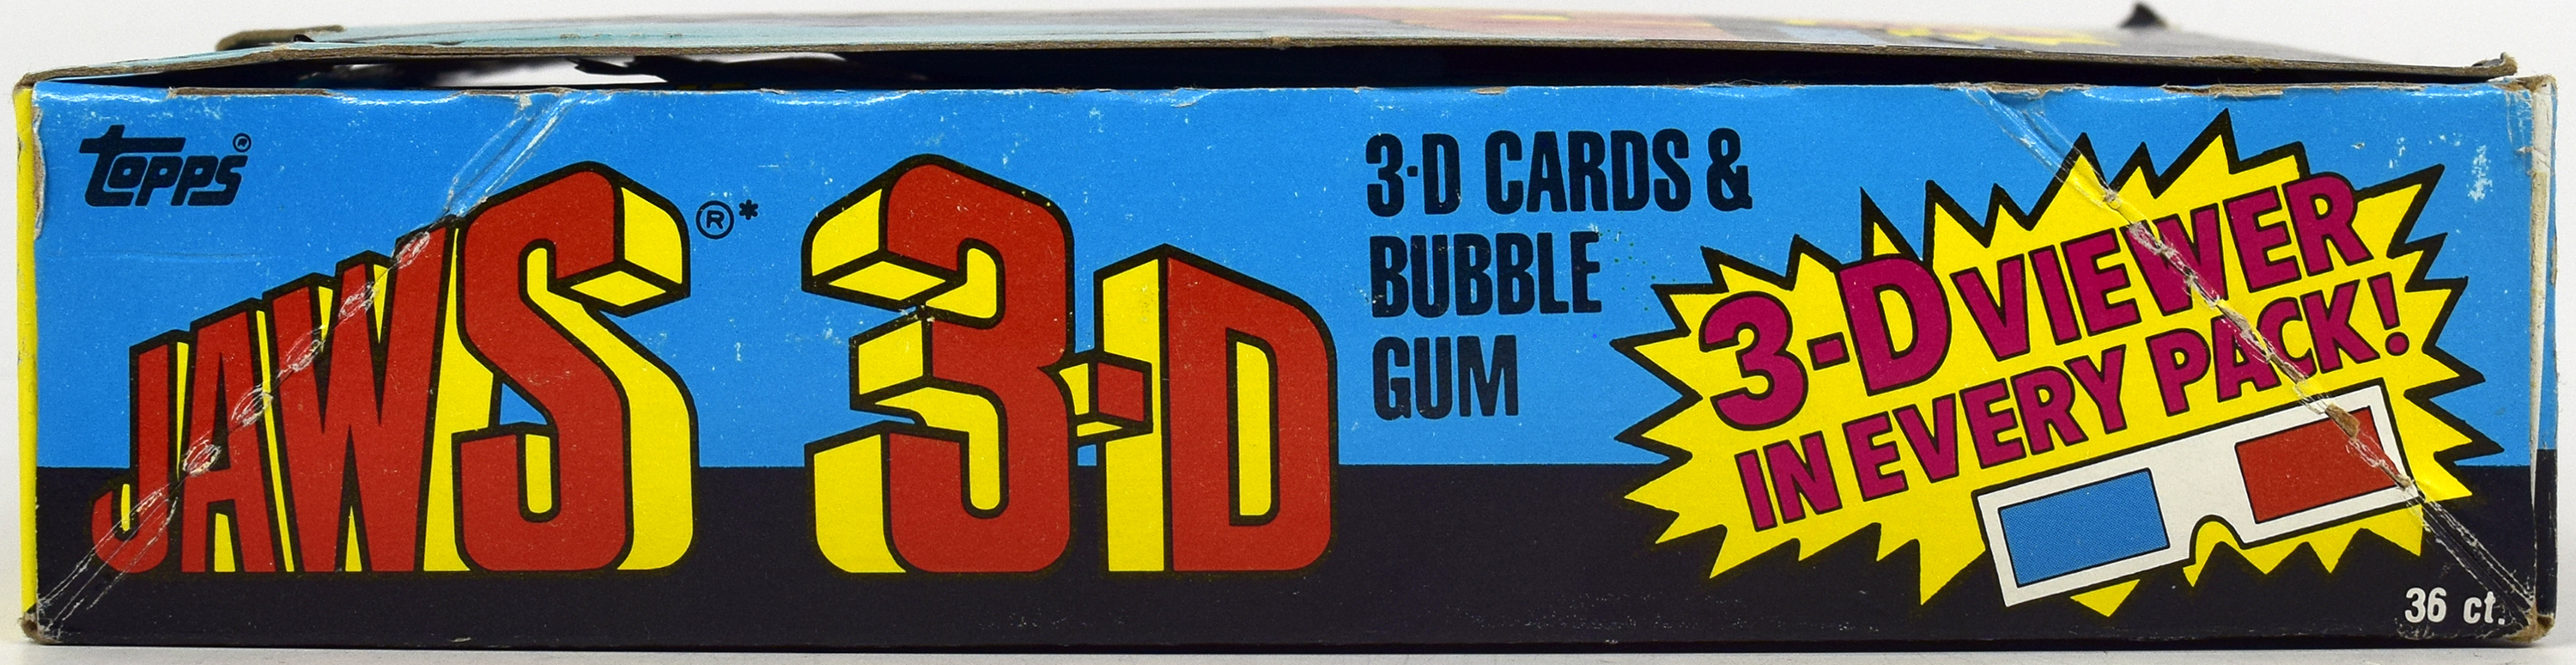 topps®
JAWS®* 3-D
3-D CARDS &
BUBBLE
GUM
3-D VIEWER
IN EVERY PACK!
36 ct.